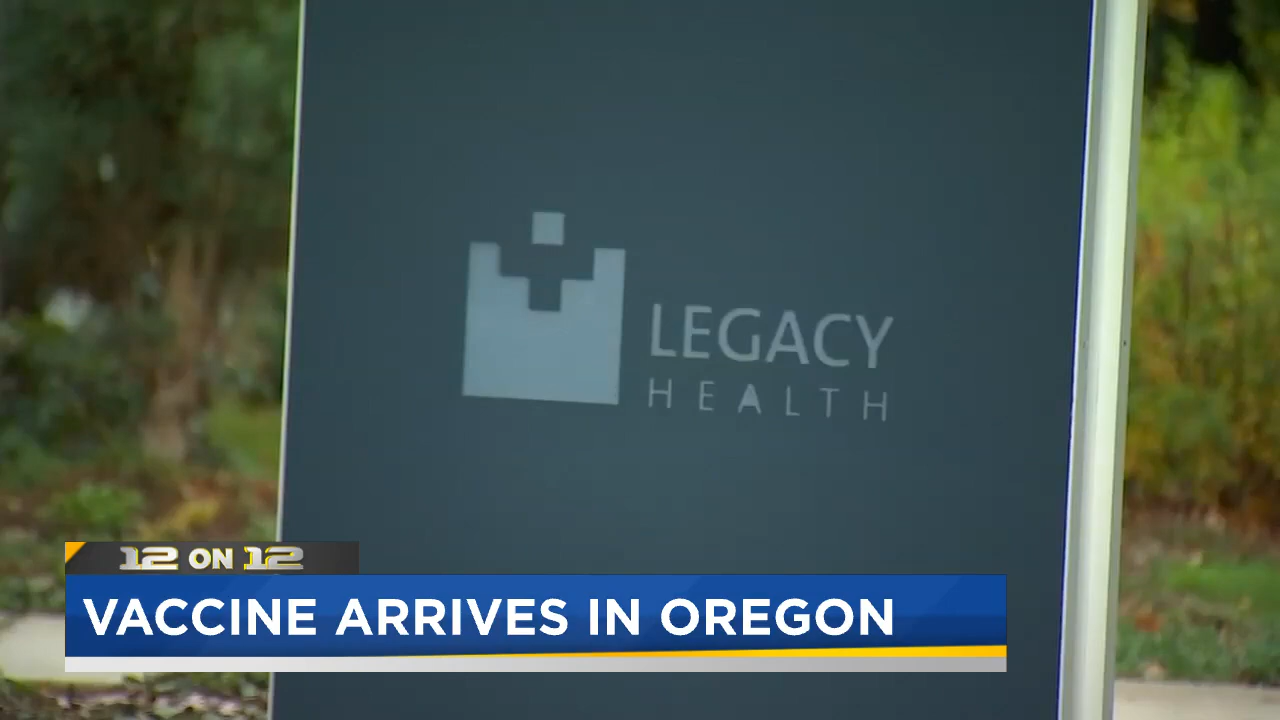 LEGACY
HEALTH
12 ON 12
VACCINE ARRIVES IN OREGON